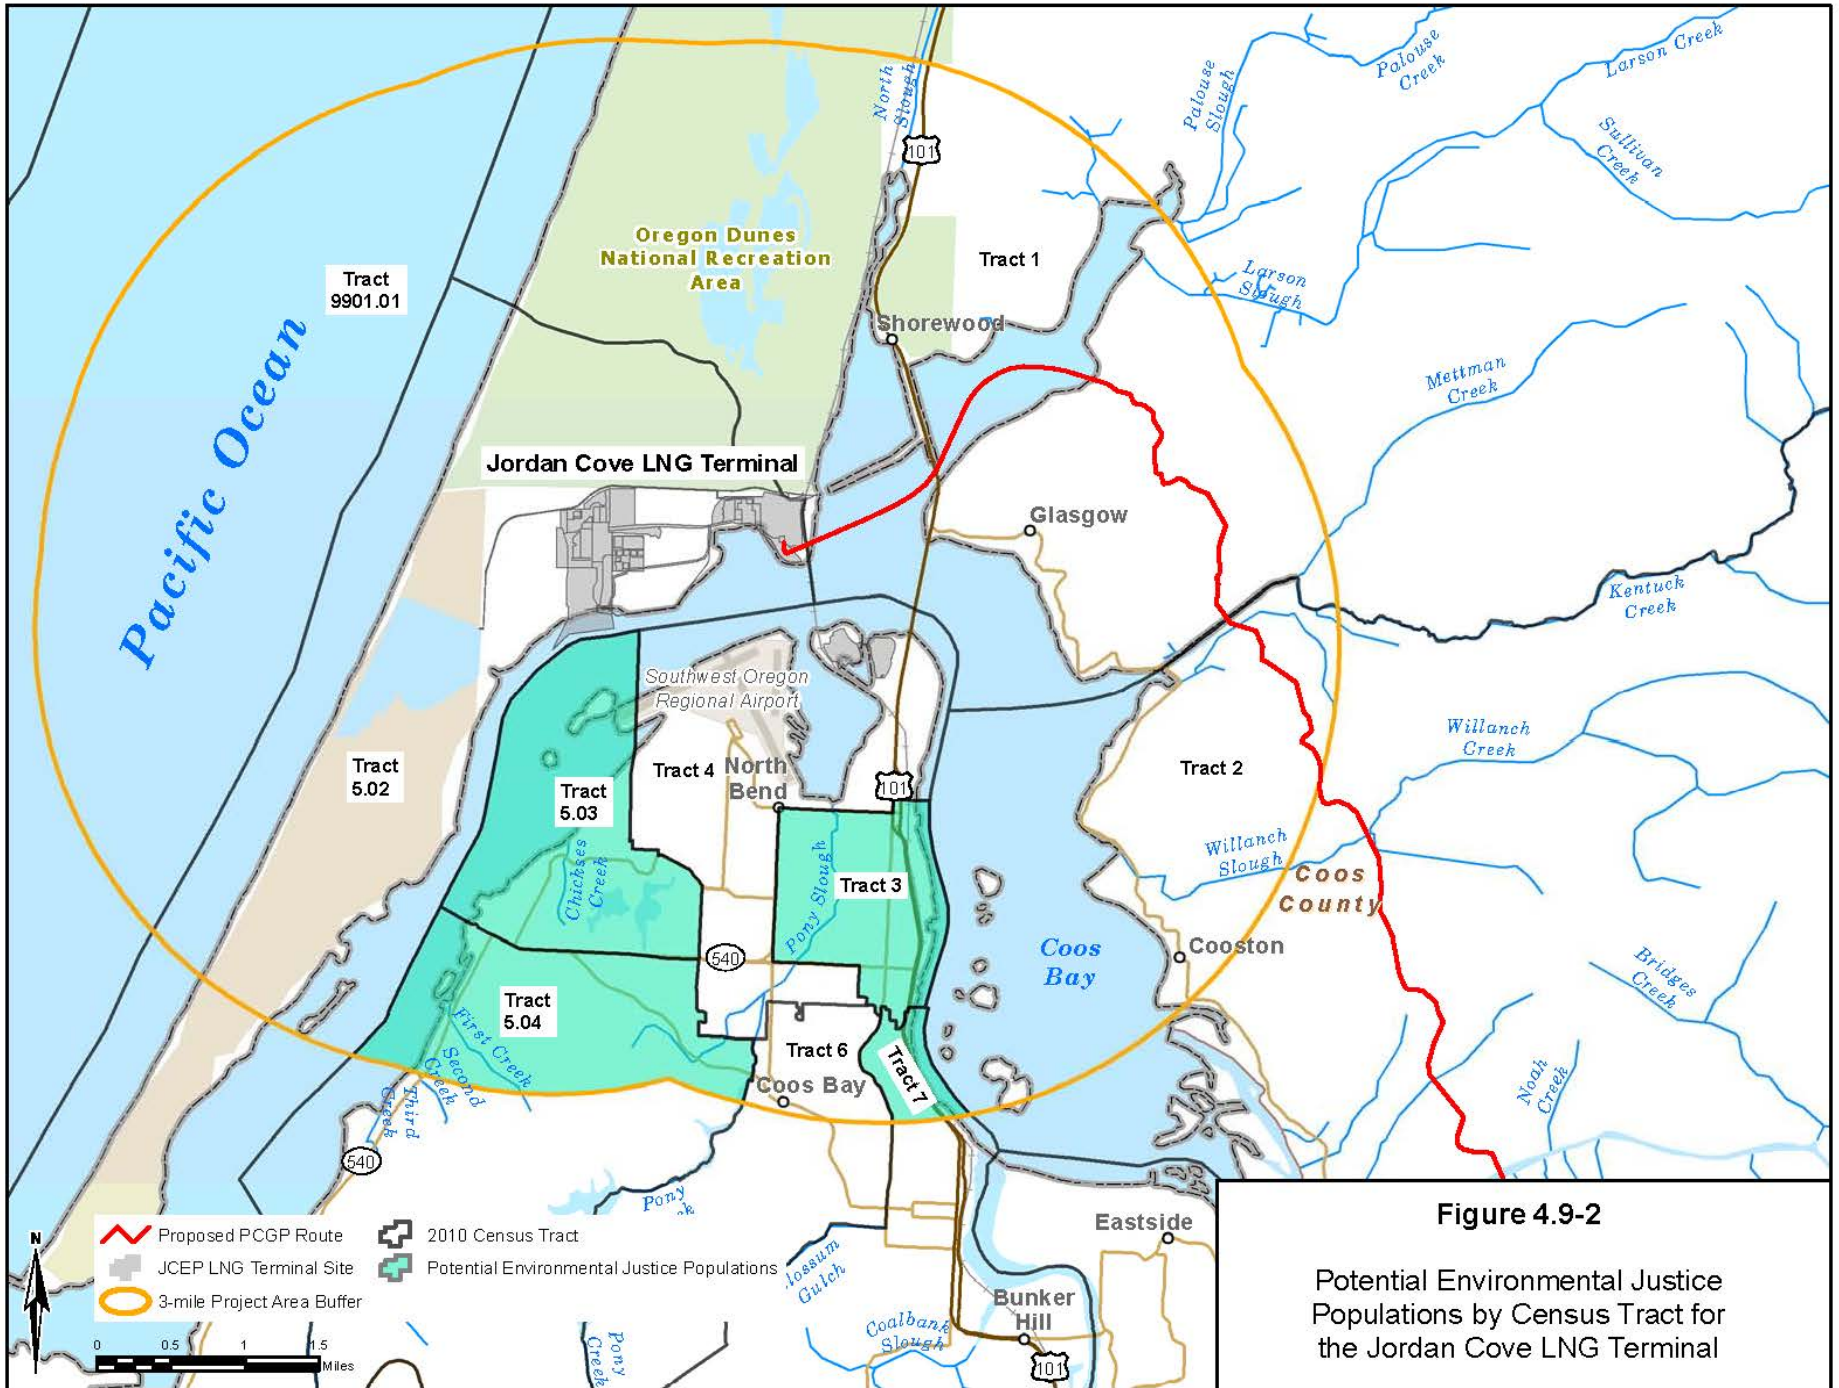 Palouse
Creek
Larson Creek
North
Slough
Palouse
Slough
Sullivan
Creek
101
Oregon Dunes
National Recreation
Area
Tract 1
Tract
9901.01
Larson
Slough
Shorewood
Pacific Ocean
Mettman
Creek
Jordan Cove LNG Terminal
Glasgow
Kentuck
Creek
Southwest Oregon
Regional Airport
Willanch
Creek
Tract
5.02
Tract 4
North
Bend
Tract 2
Tract
5.03
101
Willanch
Slough
Chickses
Creek
Pony Slough
Tract 3
Coos
County
540
Coos
Bay
Cooston
Bridges
Creek
Tract
5.04
First Creek
Second
Creek
Third
Creek
Tract 6
Tract 7
Coos Bay
Noah
Creek
540
Pony
Eastside
N
Proposed PCGP Route
2010 Census Tract
JCEP LNG Terminal Site
Potential Environmental Justice Populations
3-mile Project Area Buffer
lossum
Gulch
Bunker
Hill
Coalbank
Slough
Pony
Creek
101
0 0.5 1 1.5
Miles
Figure 4.9-2
Potential Environmental Justice
Populations by Census Tract for
the Jordan Cove LNG Terminal